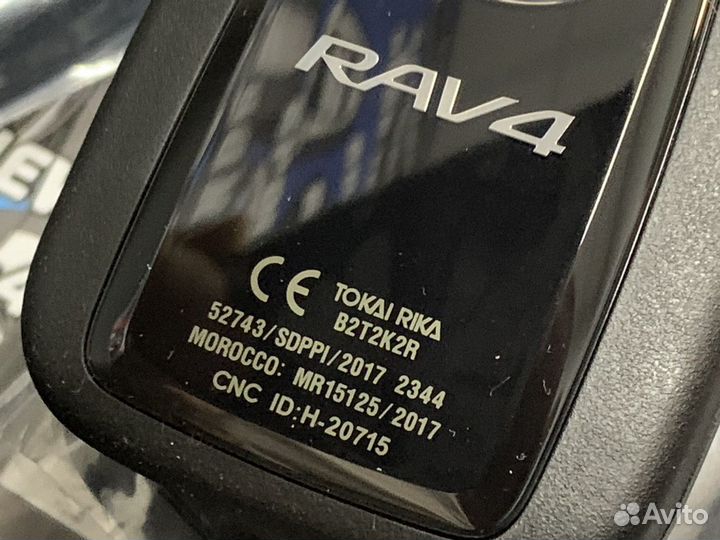 RAV4
CE TOKAI RIKA
B2T2K2R
52743/SDPPI/2017 2344
MOROCCO: MR15125/2017
CNC ID:H-20715
Avito